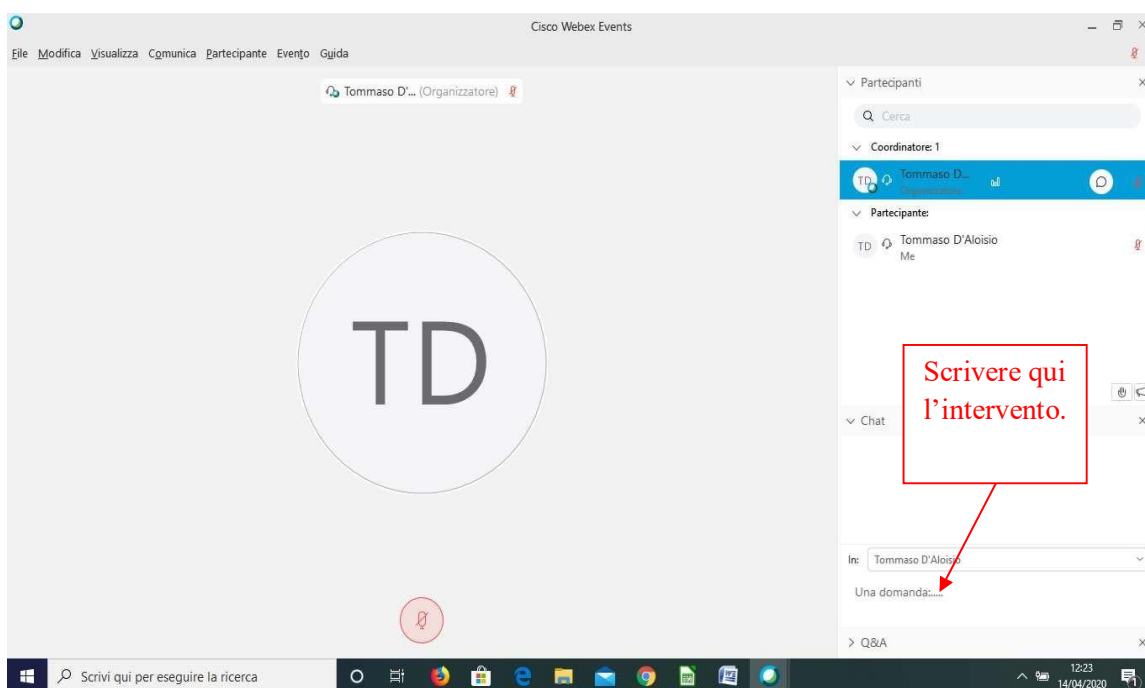 Cisco Webex Events
File Modifica Visualizza Comunica Partecipante Evento Guida
Tommaso D'... (Organizzatore)
Partecipanti
Cerca
Coordinatore: 1
TD Tommaso D...
Organizzatore
Partecipante:
TD Tommaso D'Aloisio
Me
TD
Scrivere qui
l’intervento.
Chat
In: Tommaso D'Aloisio
Una domanda:.....
Q&A
Scrivi qui per eseguire la ricerca
12:23
14/04/2020
1